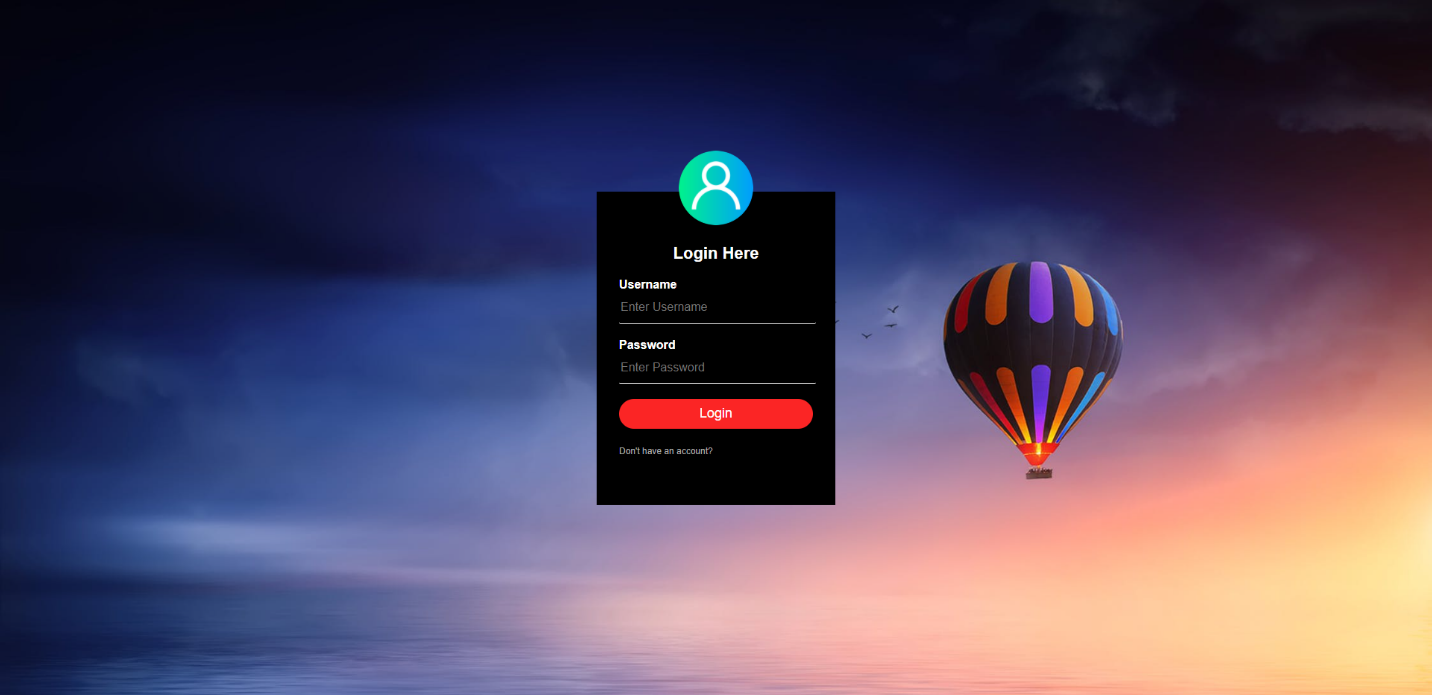 Login Here
Username
Enter Username
Password
Enter Password
Login
Don't have an account?